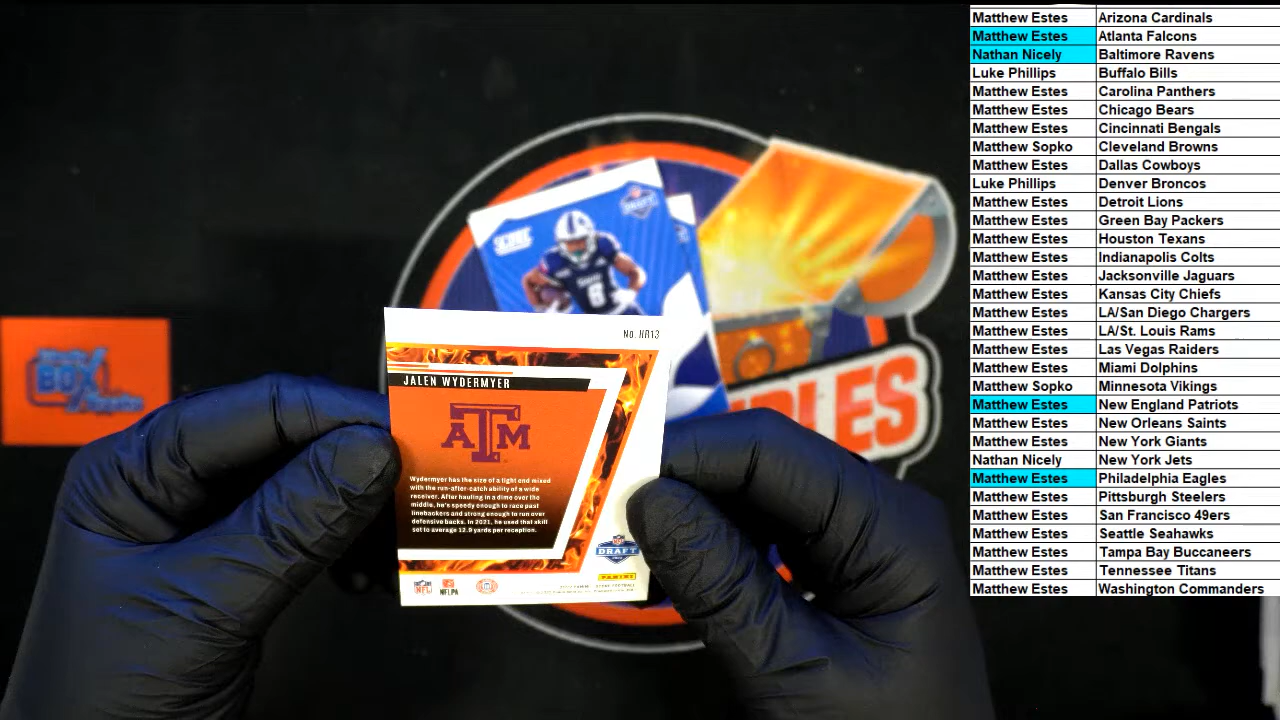 Matthew Estes Arizona Cardinals
Matthew Estes Atlanta Falcons
Nathan Nicely Baltimore Ravens
Luke Phillips Buffalo Bills
Matthew Estes Carolina Panthers
Matthew Estes Chicago Bears
Matthew Estes Cincinnati Bengals
Matthew Sopko Cleveland Browns
Matthew Estes Dallas Cowboys
Luke Phillips Denver Broncos
Matthew Estes Detroit Lions
Matthew Estes Green Bay Packers
Matthew Estes Houston Texans
Matthew Estes Indianapolis Colts
Matthew Estes Jacksonville Jaguars
Matthew Estes Kansas City Chiefs
Matthew Estes LA/San Diego Chargers
Matthew Estes LA/St. Louis Rams
Matthew Estes Las Vegas Raiders
Matthew Estes Miami Dolphins
Matthew Sopko Minnesota Vikings
Matthew Estes New England Patriots
Matthew Estes New Orleans Saints
Matthew Estes New York Giants
Nathan Nicely New York Jets
Matthew Estes Philadelphia Eagles
Matthew Estes Pittsburgh Steelers
Matthew Estes San Francisco 49ers
Matthew Estes Seattle Seahawks
Matthew Estes Tampa Bay Buccaneers
Matthew Estes Tennessee Titans
Matthew Estes Washington Commanders
SCORE
DRAFT
8
No. HR13
JALEN WYDERMYER
ATM
Wydermyer has the size of a tight end mixed
with the run-after-catch ability of a wide
receiver. After hauling in a dime over the
middle, he's speedy enough to race past
linebackers and strong enough to run over
defensive backs. In 2021, he used that skill
set to average 12.9 yards per reception.
DRAFT
PANINI
NFL
NFLPA
BOX